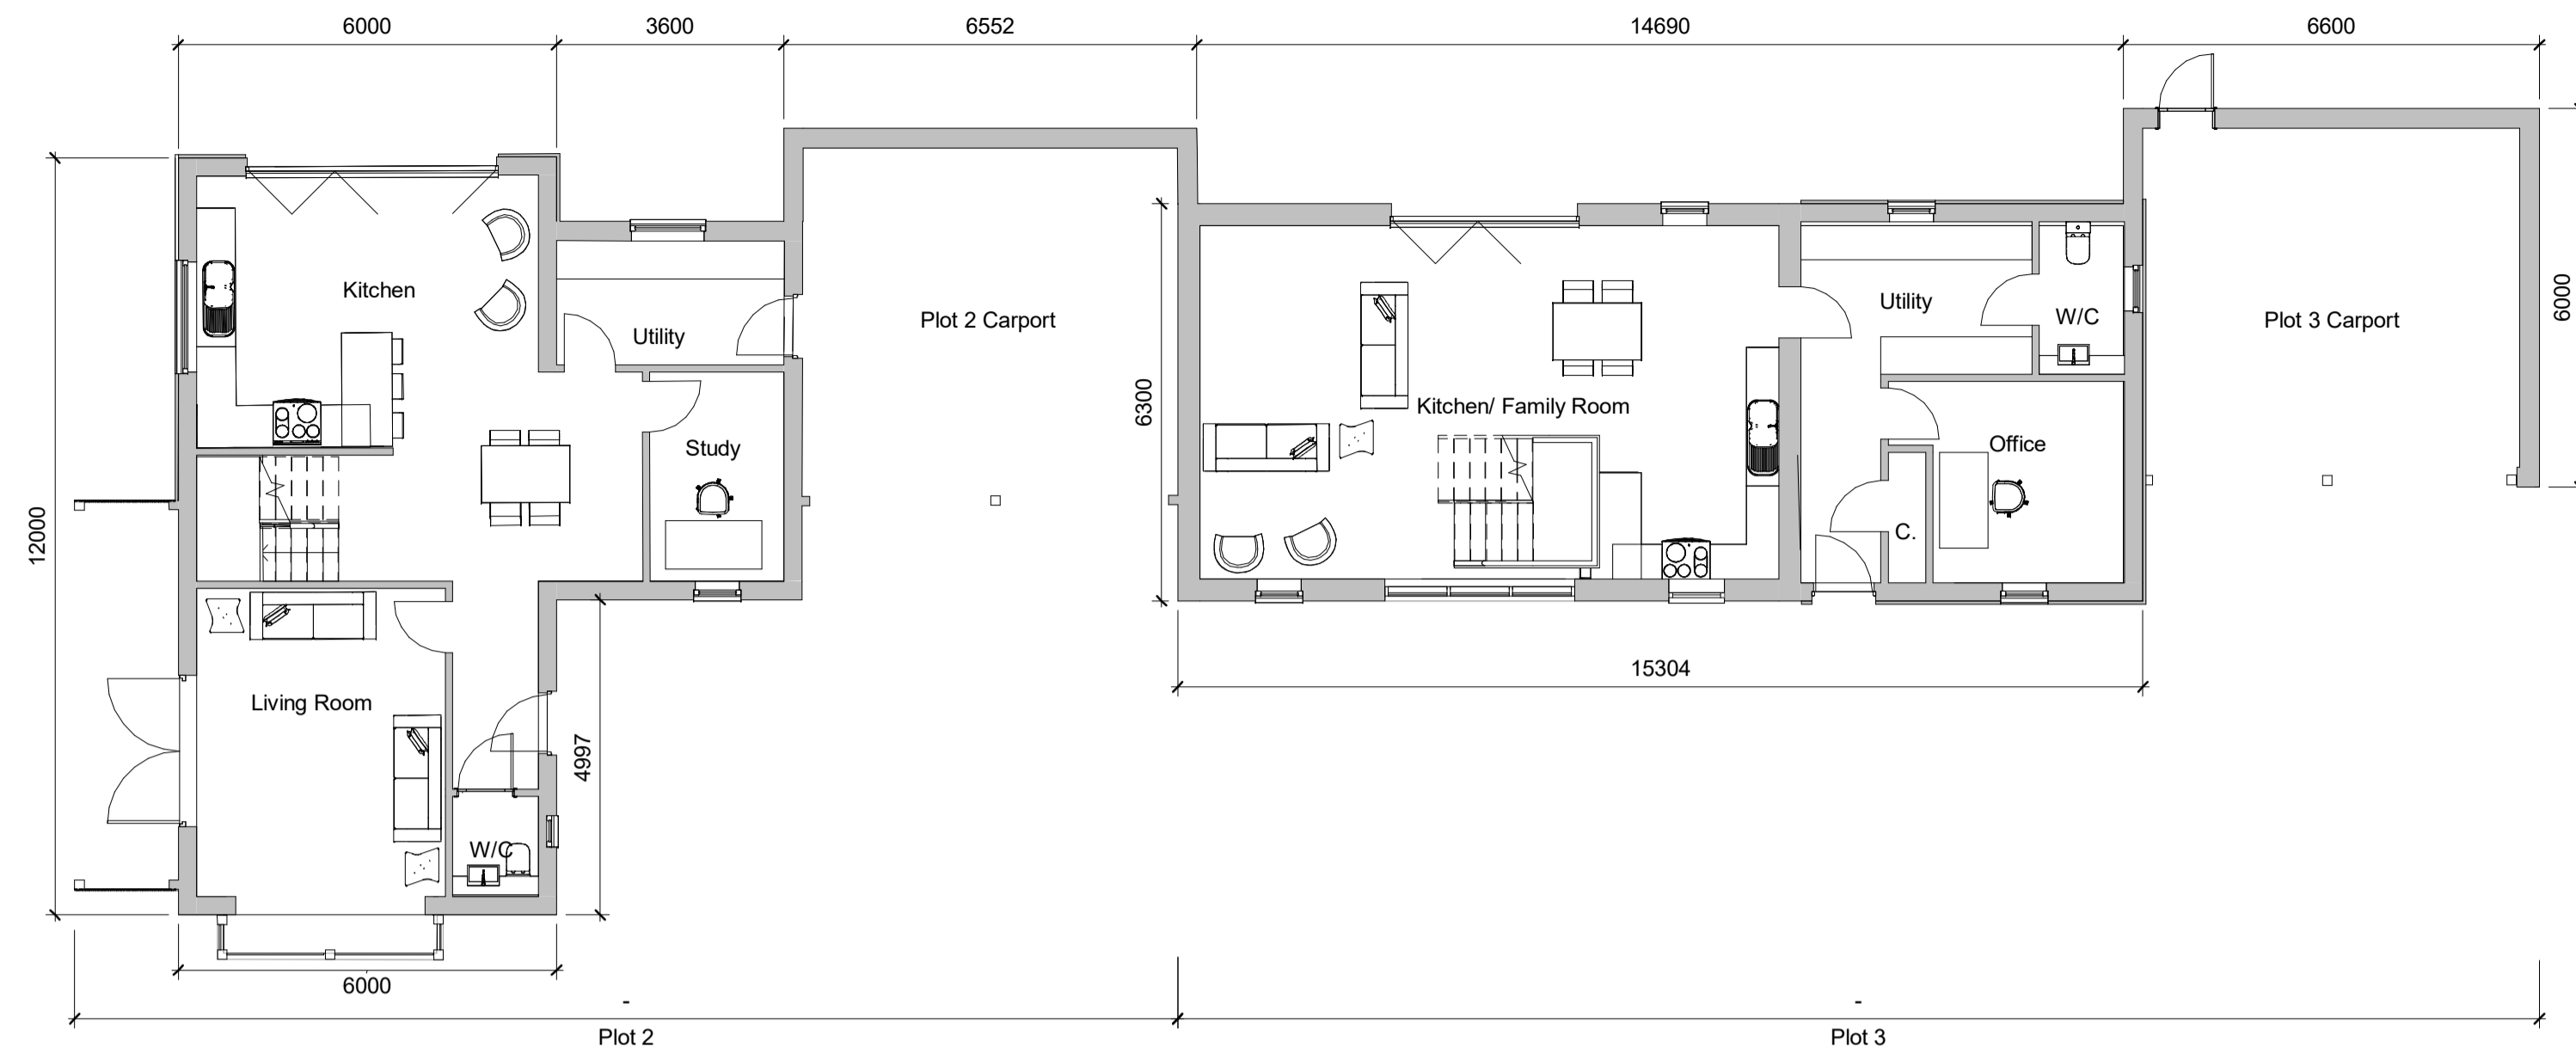 6000
3600
6552
14690
6600
Kitchen
Utility
Plot 2 Carport
Utility
W/C
Plot 3 Carport
6000
Kitchen/ Family Room
6300
Study
Office
12000
C.
Living Room
15304
4997
W/C
6000
-
-
Plot 2
Plot 3